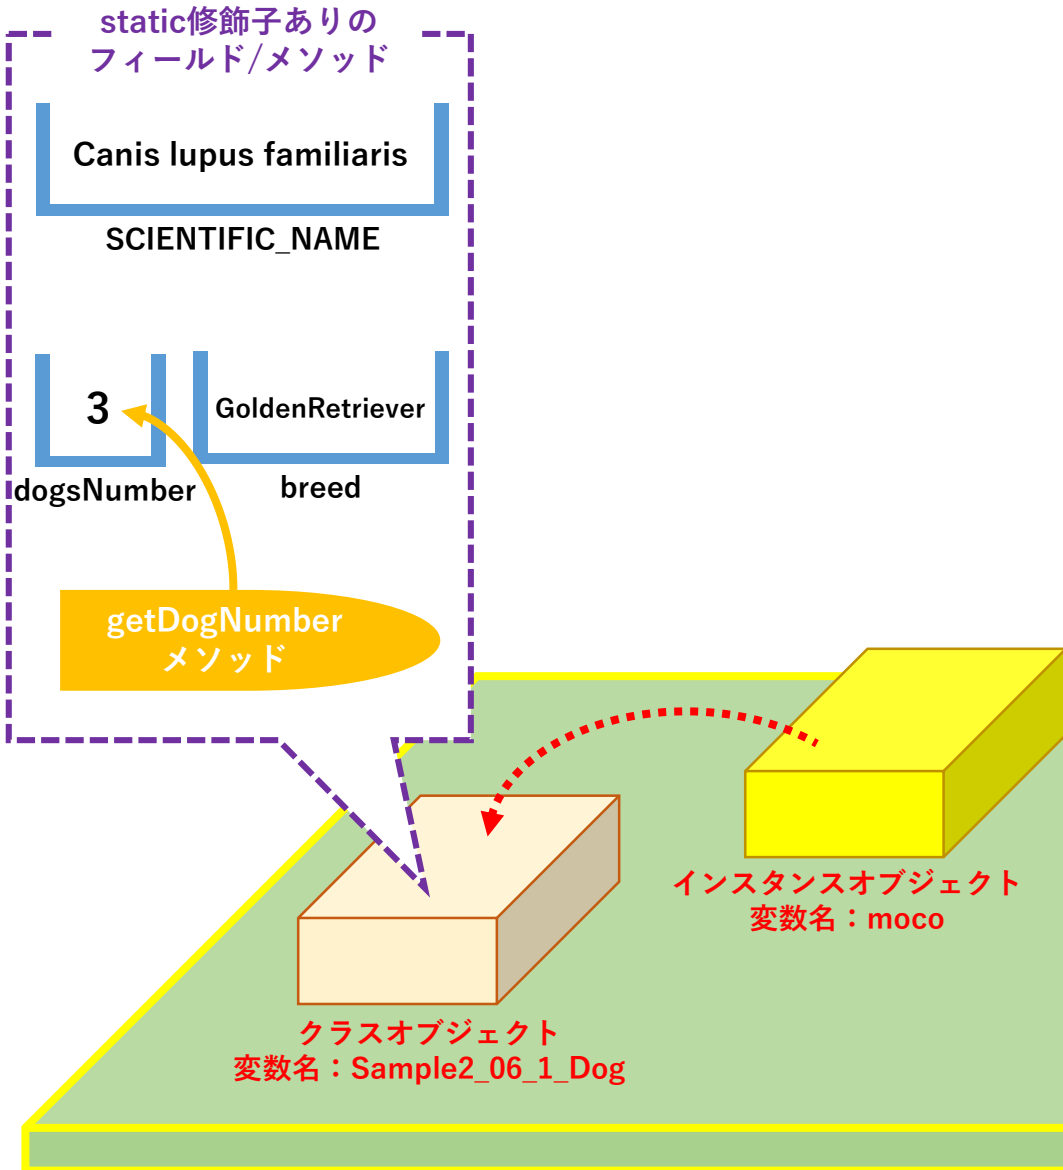 static修飾子ありの
フィールド/メソッド
Canis lupus familiaris
SCIENTIFIC_NAME
3
GoldenRetriever
dogsNumber
breed
getDogNumber
メソッド
インスタンスオブジェクト
変数名：moco
クラスオブジェクト
変数名：Sample2_06_1_Dog